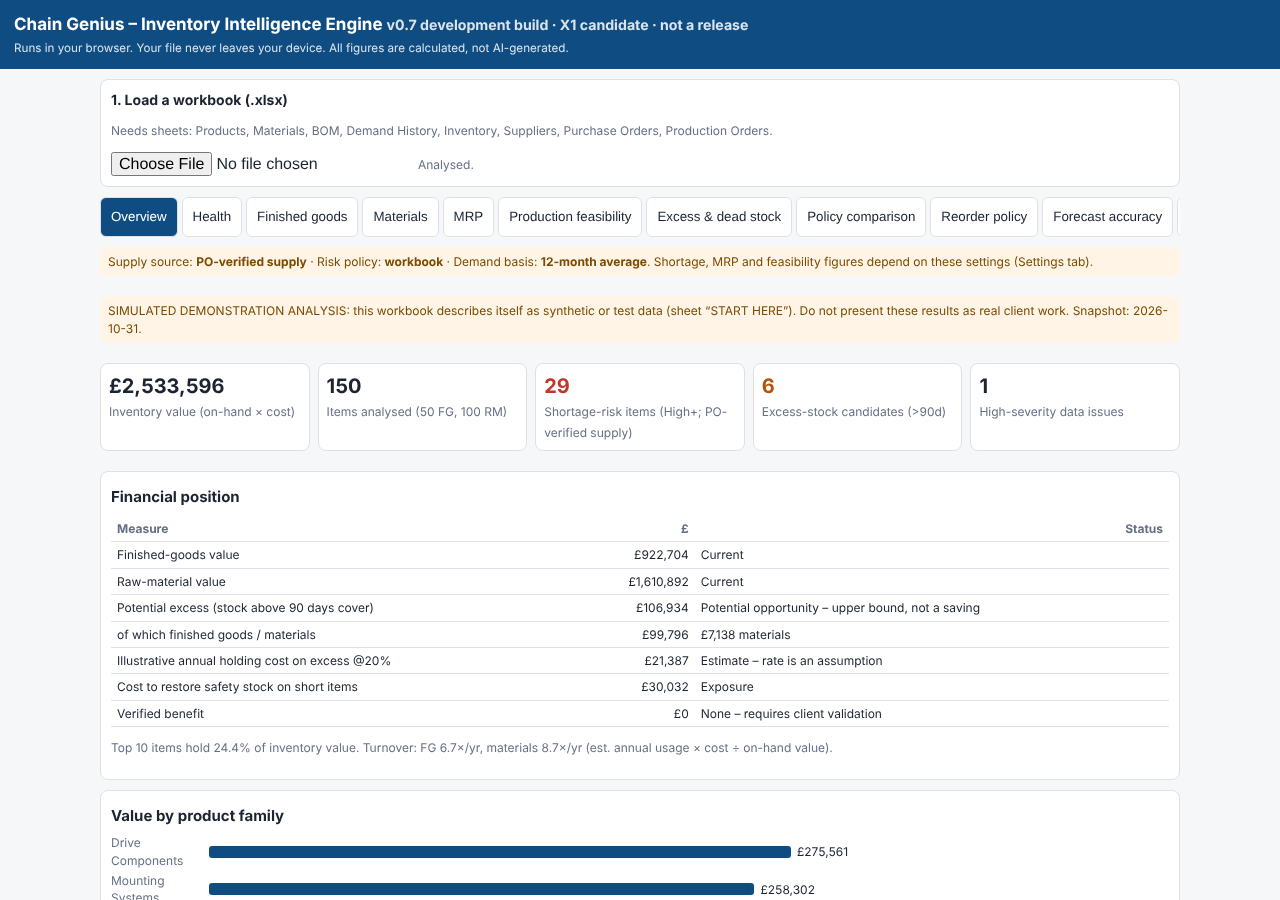 Chain Genius – Inventory Intelligence Engine v0.7 development build · X1 candidate · not a release
Runs in your browser. Your file never leaves your device. All figures are calculated, not AI-generated.
1. Load a workbook (.xlsx)
Needs sheets: Products, Materials, BOM, Demand History, Inventory, Suppliers, Purchase Orders, Production Orders.
Choose File No file chosen Analysed.
Overview Health Finished goods Materials MRP Production feasibility Excess & dead stock Policy comparison Reorder policy Forecast accuracy
Supply source: PO-verified supply · Risk policy: workbook · Demand basis: 12-month average. Shortage, MRP and feasibility figures depend on these settings (Settings tab).
SIMULATED DEMONSTRATION ANALYSIS: this workbook describes itself as synthetic or test data (sheet “START HERE”). Do not present these results as real client work. Snapshot: 2026-
10-31.
£2,533,596
Inventory value (on-hand × cost)
150
Items analysed (50 FG, 100 RM)
29
Shortage-risk items (High+; PO-
verified supply)
6
Excess-stock candidates (>90d)
1
High-severity data issues
Financial position
Measure £ Status
Finished-goods value £922,704 Current
Raw-material value £1,610,892 Current
Potential excess (stock above 90 days cover) £106,934 Potential opportunity – upper bound, not a saving
of which finished goods / materials £99,796 £7,138 materials
Illustrative annual holding cost on excess @20% £21,387 Estimate – rate is an assumption
Cost to restore safety stock on short items £30,032 Exposure
Verified benefit £0 None – requires client validation
Top 10 items hold 24.4% of inventory value. Turnover: FG 6.7×/yr, materials 8.7×/yr (est. annual usage × cost ÷ on-hand value).
Value by product family
Drive
Components £275,561
Mounting
Systems £258,302